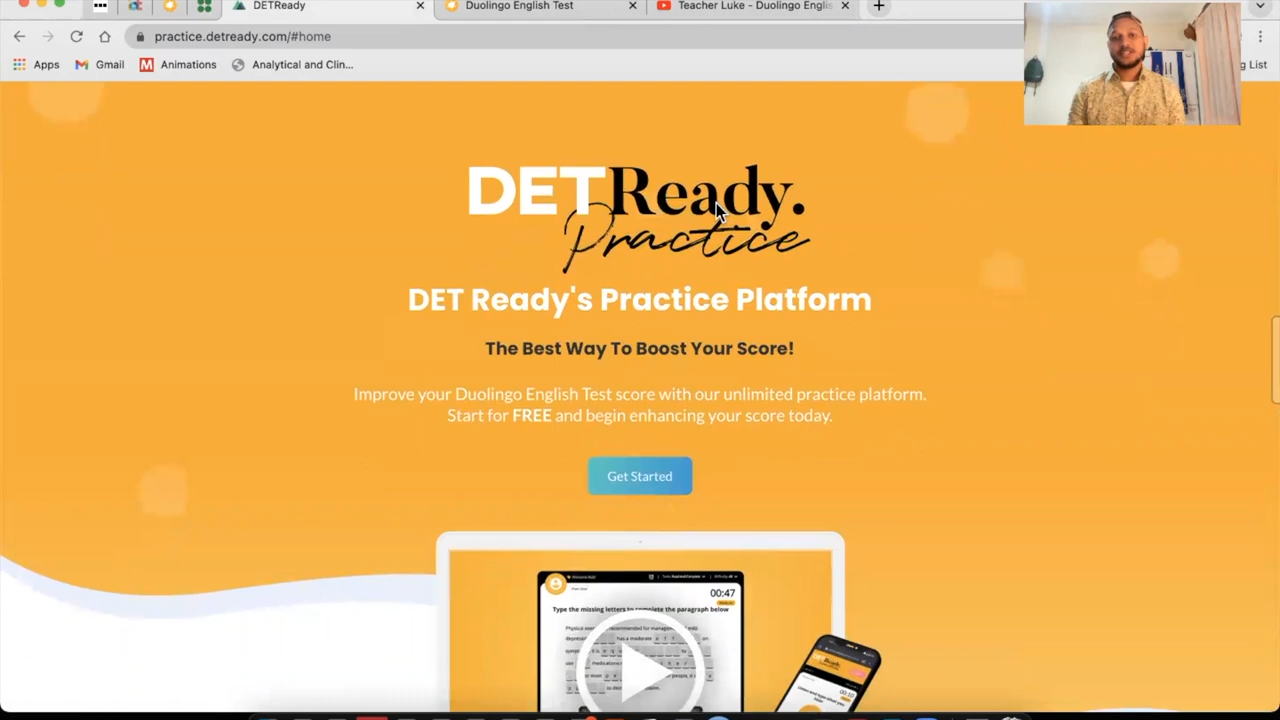 DETReady
Duolingo English Test
Teacher Luke - Duolingo Englis
practice.detready.com/#home
Apps
Gmail
Animations
Analytical and Clin...
g List
DETReady.
Practice
DET Ready's Practice Platform
The Best Way To Boost Your Score!
Improve your Duolingo English Test score with our unlimited practice platform.
Start for FREE and begin enhancing your score today.
Get Started
00:47
Type the missing letters to complete the paragraph below